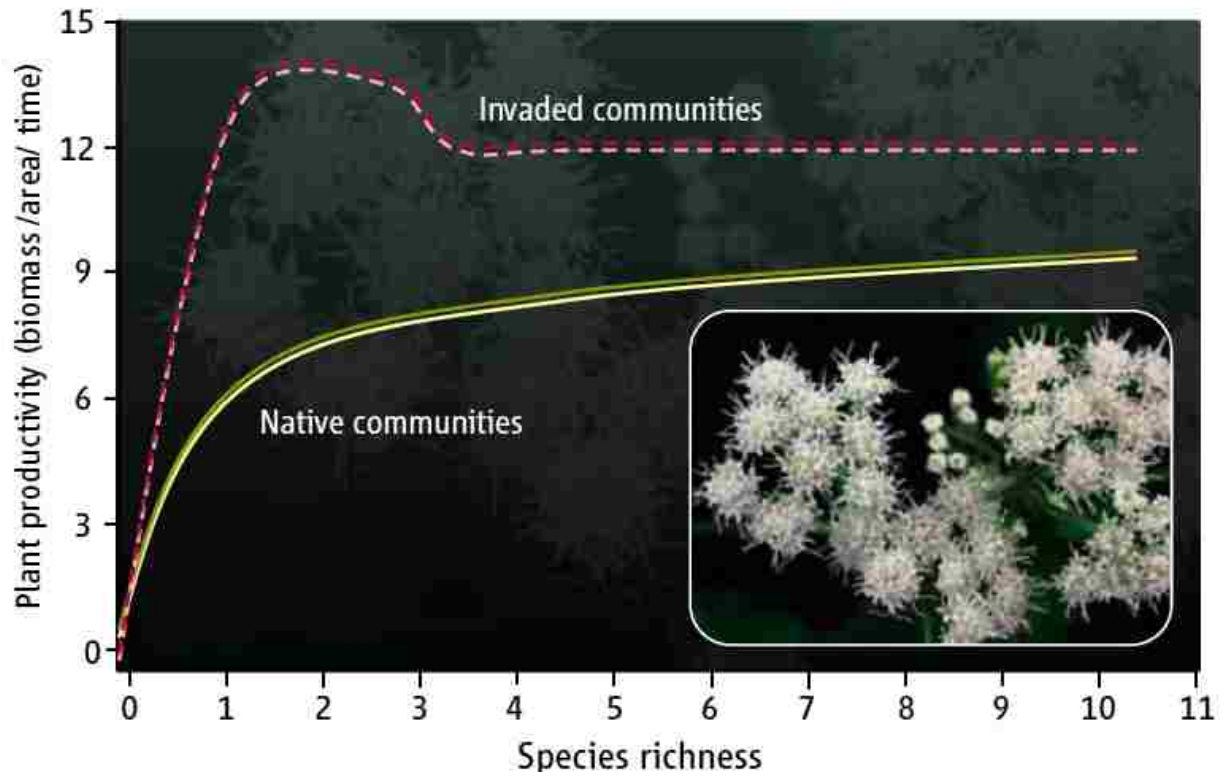 15
12
9
6
3
0
Plant productivity (biomass /area/ time)
Invaded communities
Native communities
0 1 2 3 4 5 6 7 8 9 10 11
Species richness